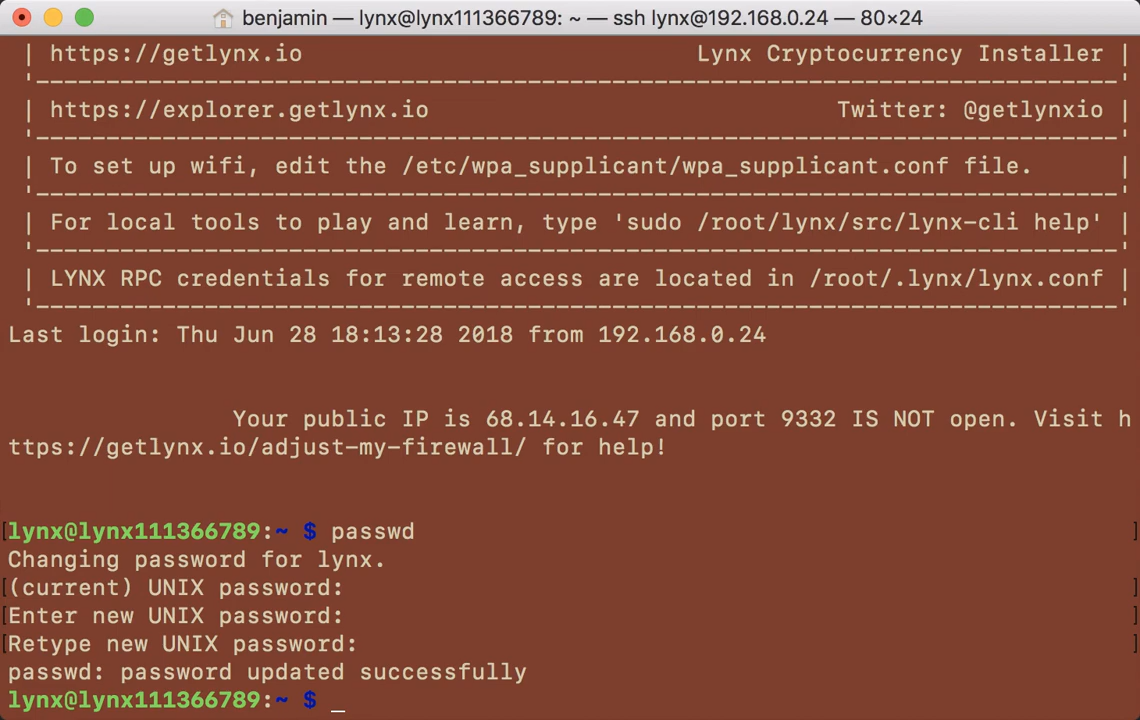 benjamin — lynx@lynx111366789: ~ — ssh lynx@192.168.0.24 — 80×24
| https://getlynx.io Lynx Cryptocurrency Installer |
'-----------------------------------------------------------------------------'
| https://explorer.getlynx.io Twitter: @getlynxio |
'-----------------------------------------------------------------------------'
| To set up wifi, edit the /etc/wpa_supplicant/wpa_supplicant.conf file. |
'-----------------------------------------------------------------------------'
| For local tools to play and learn, type 'sudo /root/lynx/src/lynx-cli help' |
'-----------------------------------------------------------------------------'
| LYNX RPC credentials for remote access are located in /root/.lynx/lynx.conf |
'-----------------------------------------------------------------------------'
Last login: Thu Jun 28 18:13:28 2018 from 192.168.0.24
Your public IP is 68.14.16.47 and port 9332 IS NOT open. Visit h
ttps://getlynx.io/adjust-my-firewall/ for help!
[lynx@lynx111366789:~ $ passwd ]
Changing password for lynx.
[(current) UNIX password: ]
[Enter new UNIX password: ]
[Retype new UNIX password: ]
passwd: password updated successfully
lynx@lynx111366789:~ $ _